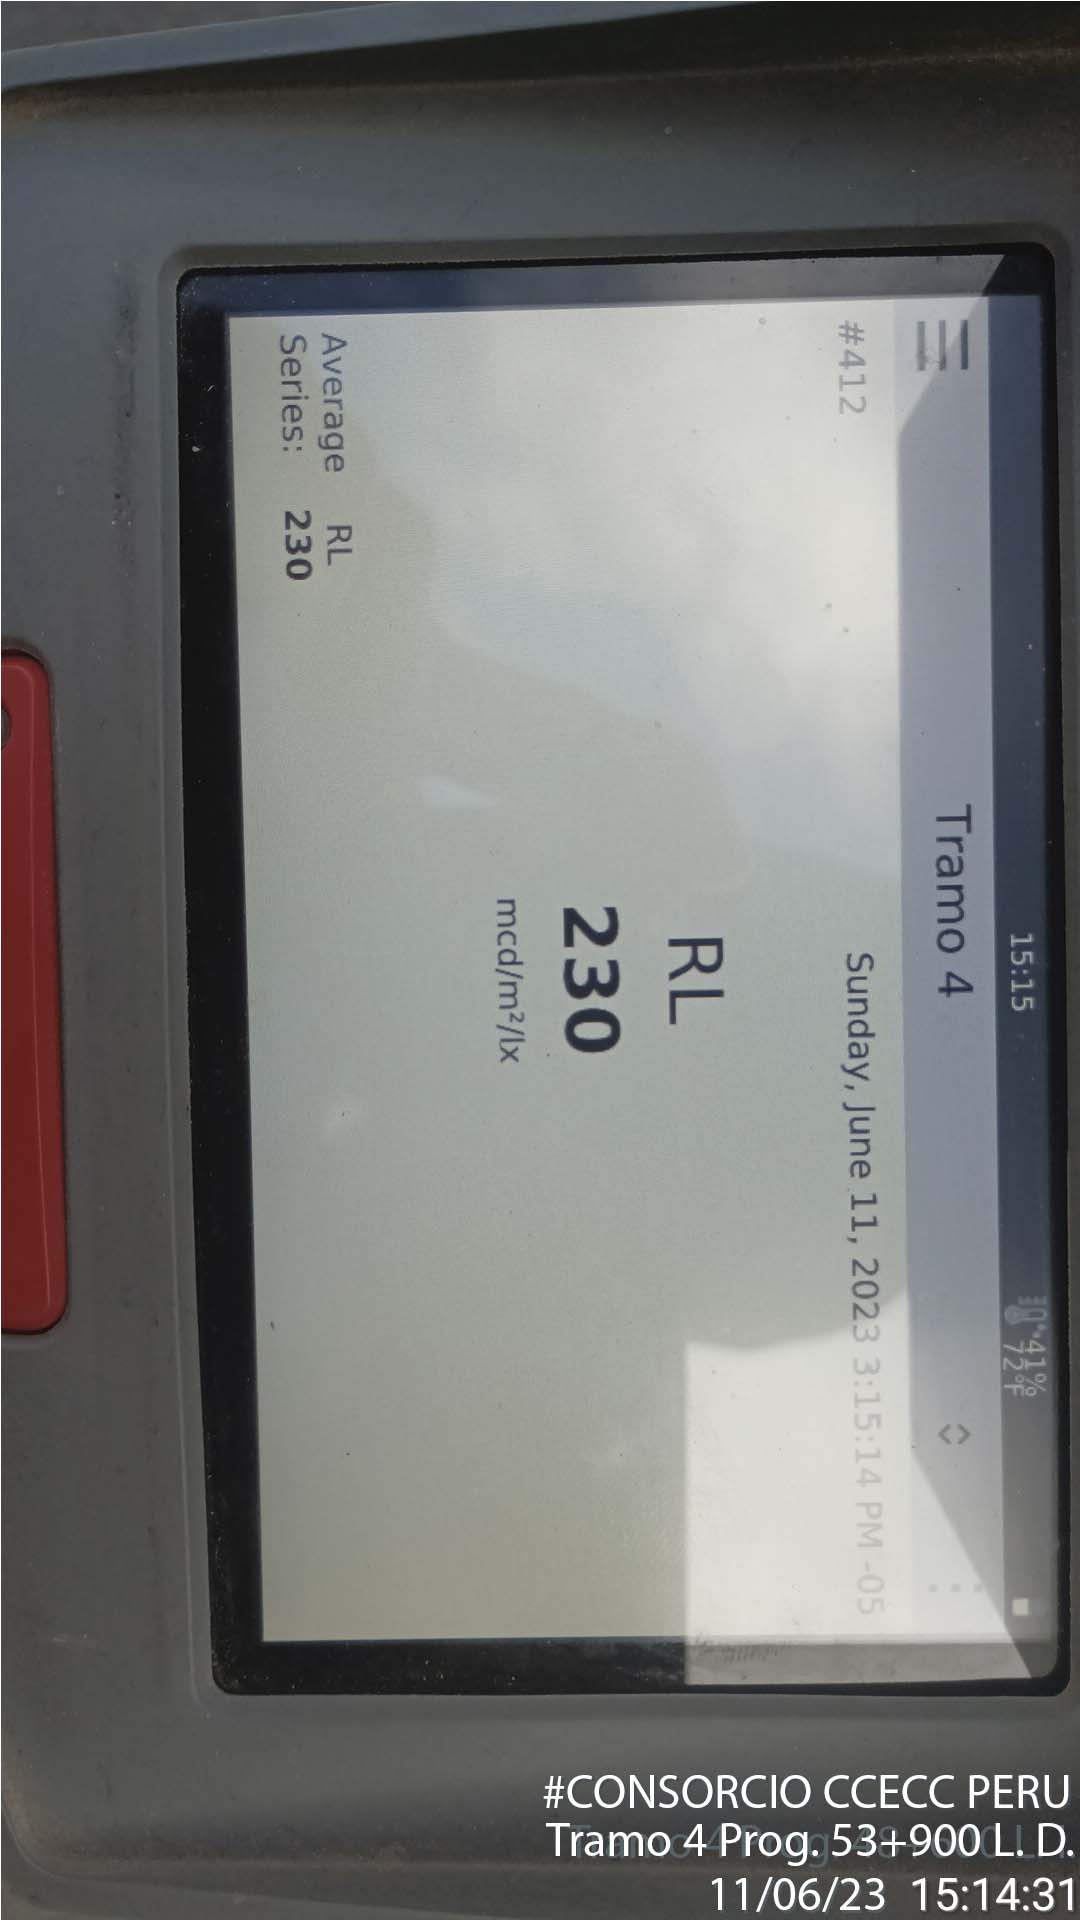 15:15
41%
72°F
Tramo 4
#412
Sunday, June 11, 2023 3:15:14 PM -05
RL
230
mcd/m²/lx
Average RL
Series: 230
#CONSORCIO CCECC PERU
Tramo 4 Prog. 53+900 L.D.
11/06/23 15:14:31